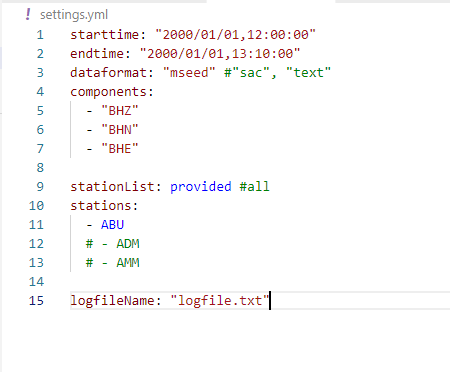 ! settings.yml
1 starttime: "2000/01/01,12:00:00"
2 endtime: "2000/01/01,13:10:00"
3 dataformat: "mseed" #"sac", "text"
4 components:
5   - "BHZ"
6   - "BHN"
7   - "BHE"
8
9 stationList: provided #all
10 stations:
11   - ABU
12   # - ADM
13   # - AMM
14
15 logfileName: "logfile.txt"